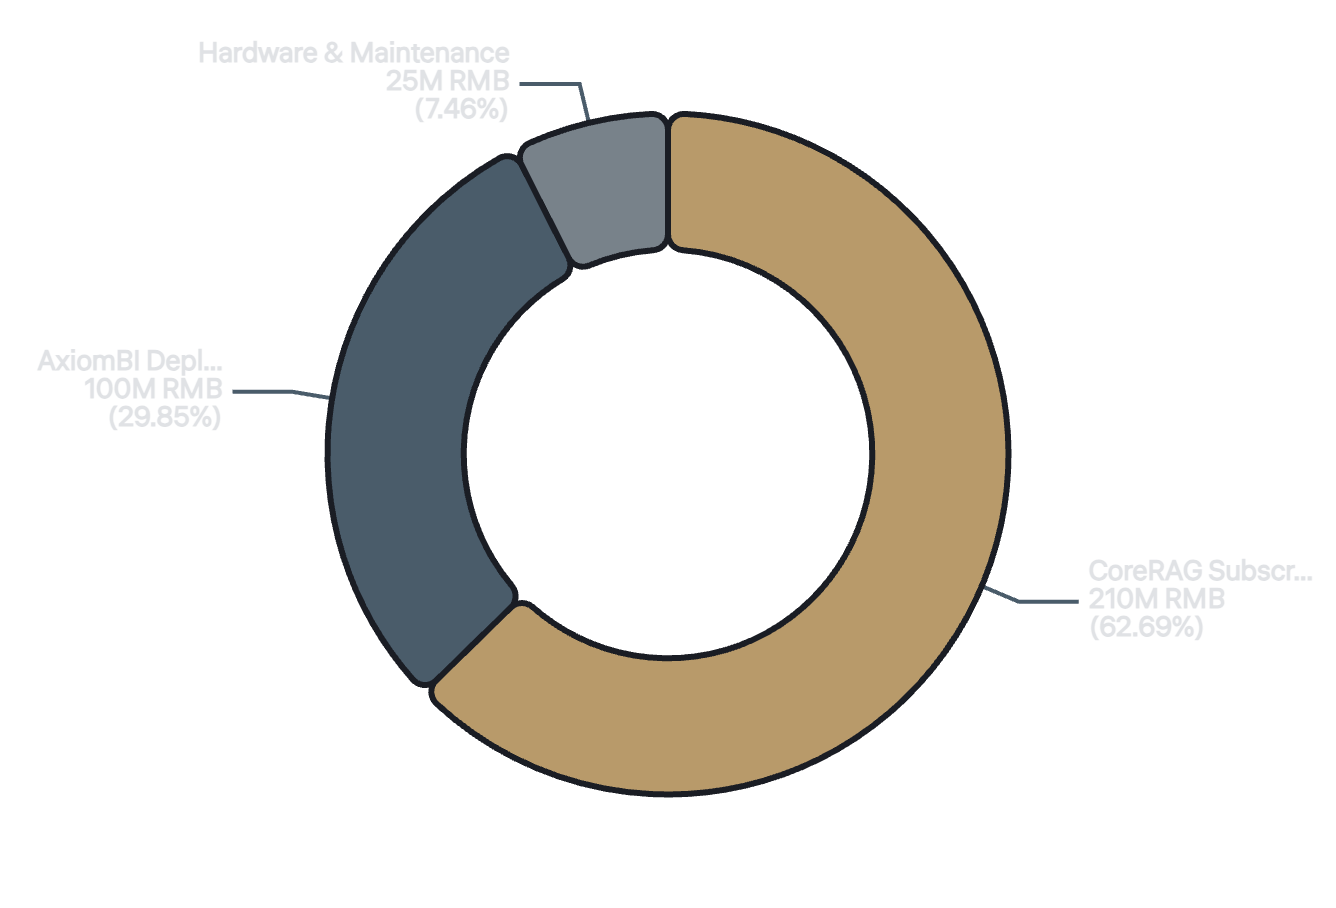 Hardware & Maintenance
25M RMB
(7.46%)
AxiomBI Depl...
100M RMB
(29.85%)
CoreRAG Subscr...
210M RMB
(62.69%)